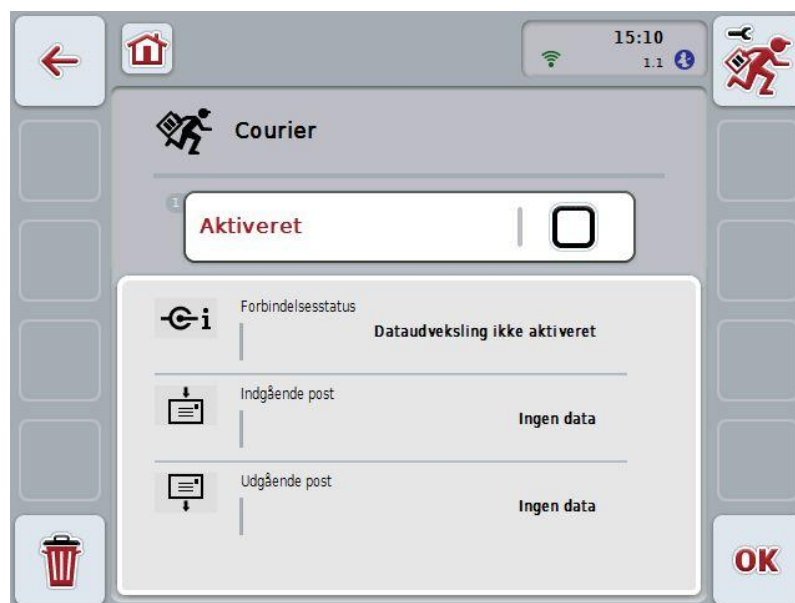 15:10
1.1
Courier
1
Aktiveret
Forbindelsesstatus
Dataudveksling ikke aktiveret
Indgående post
Ingen data
Udgående post
Ingen data
OK